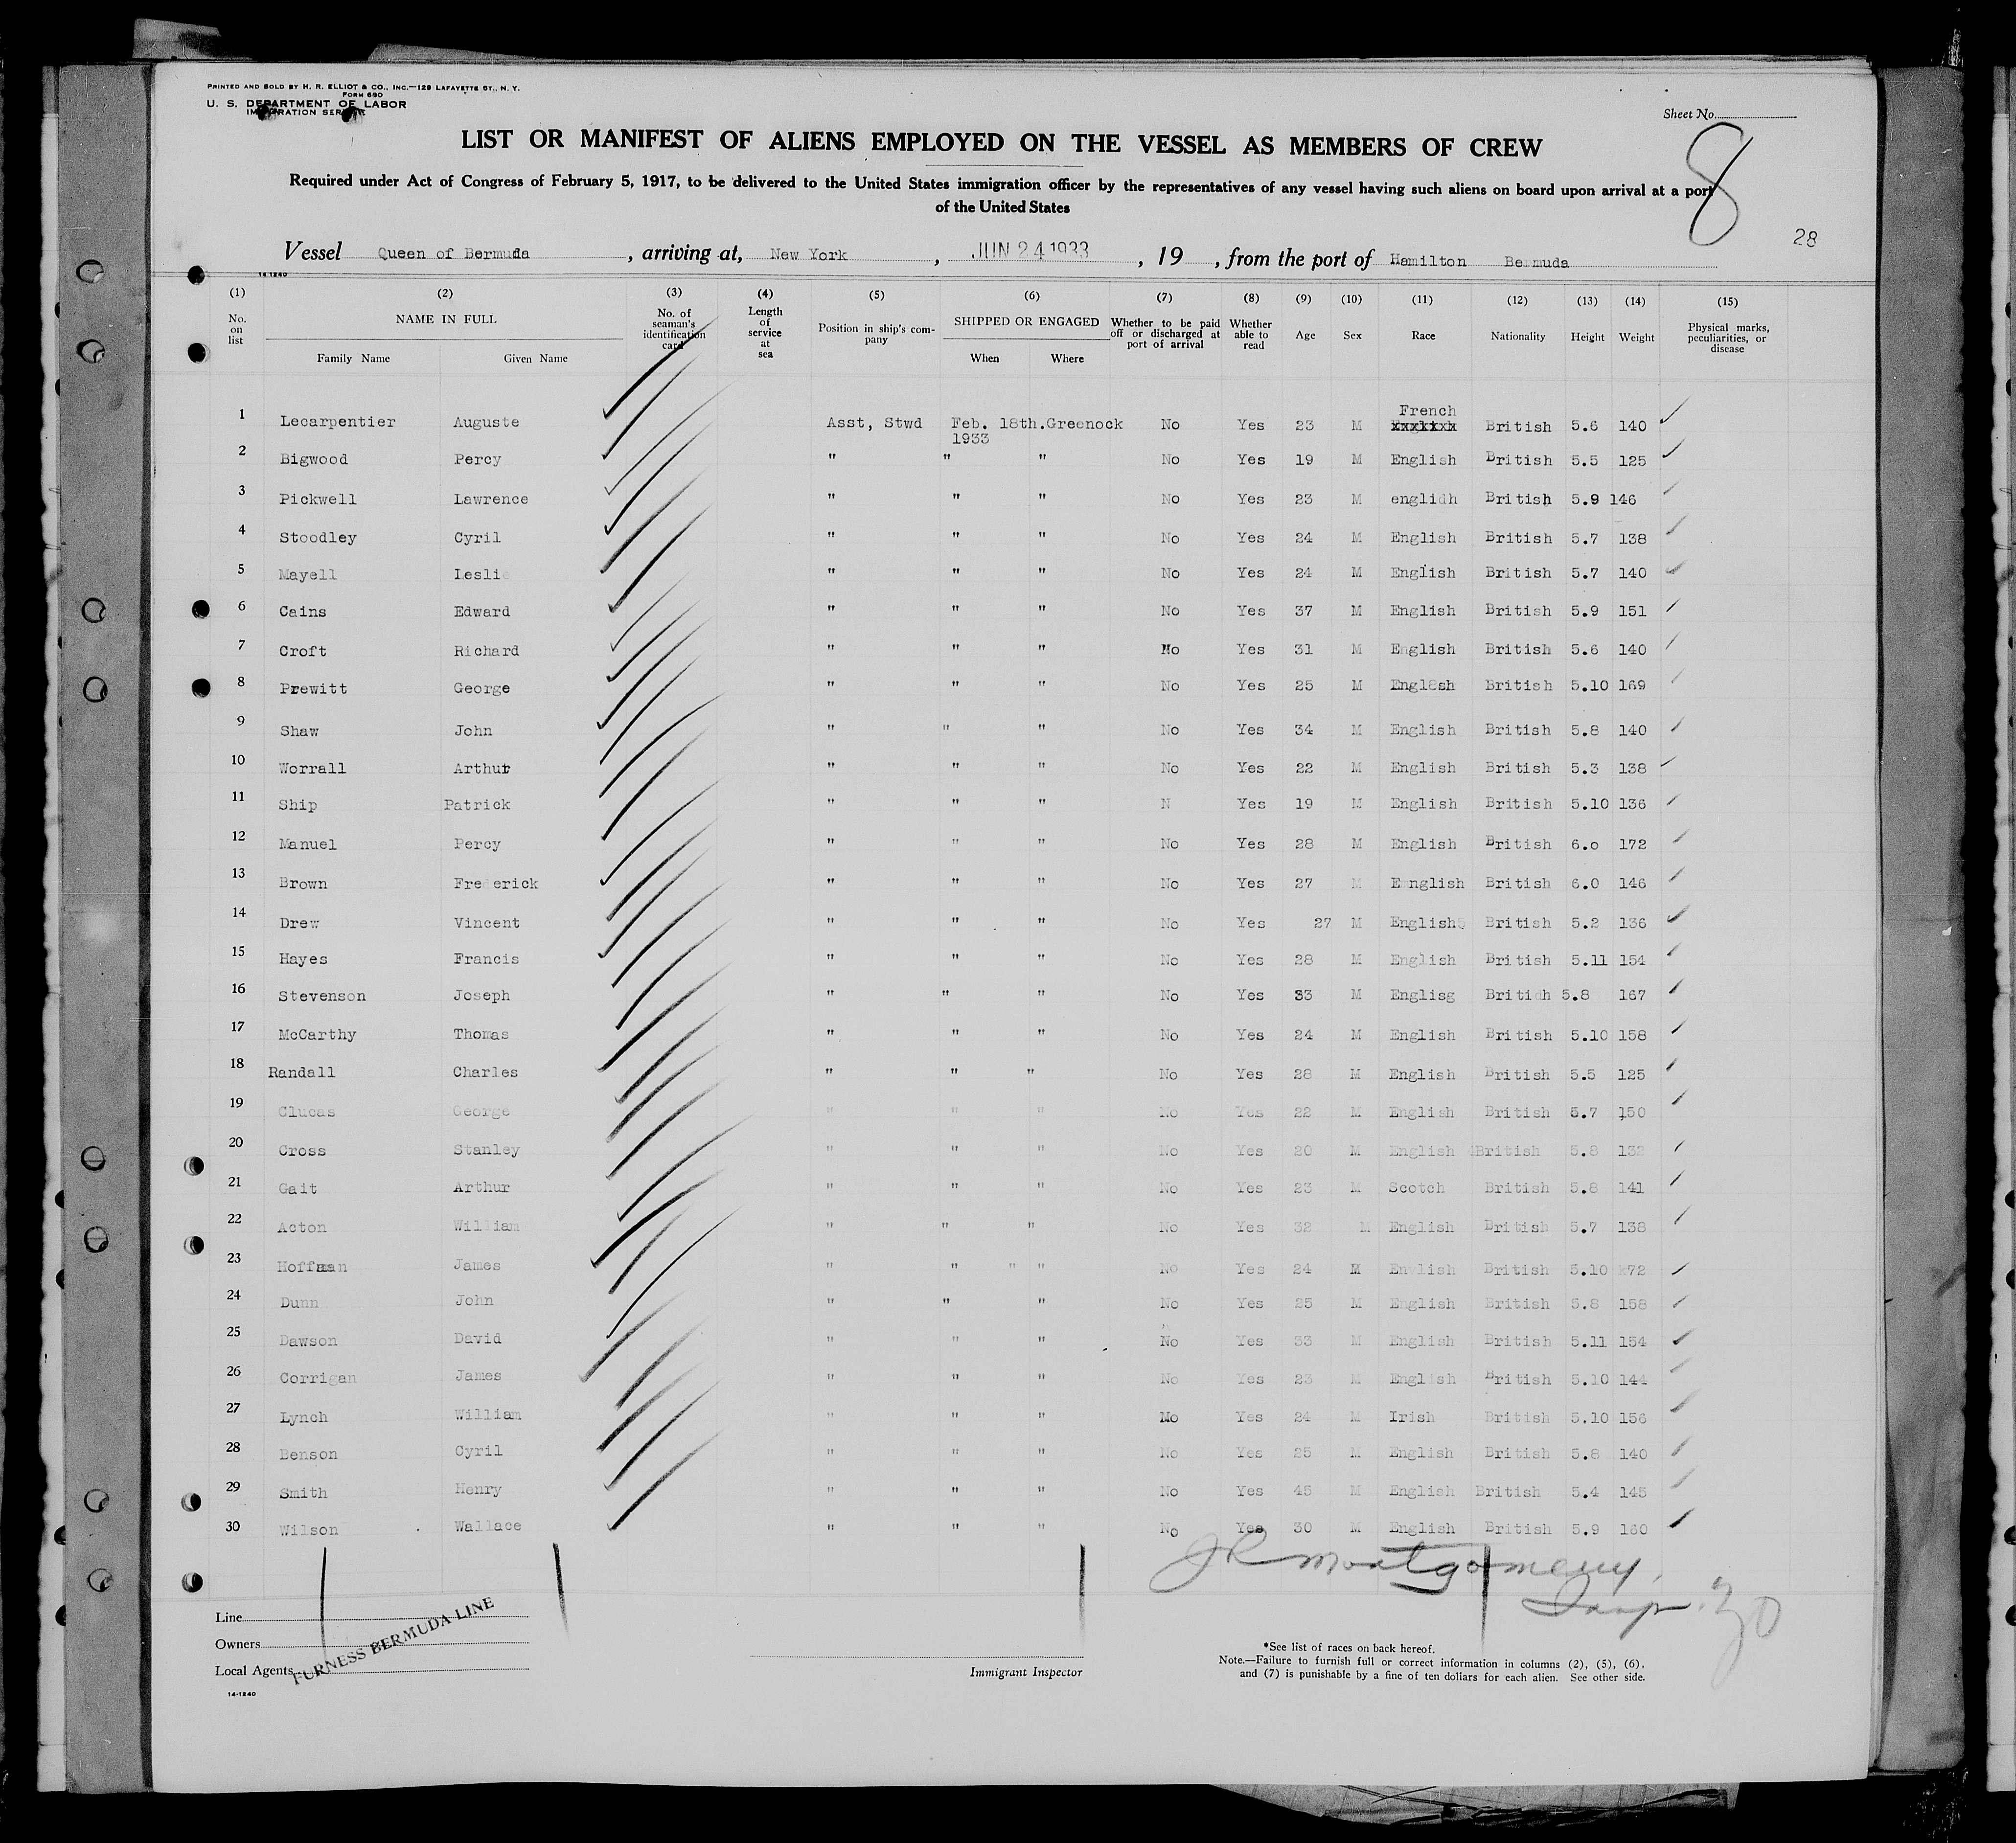 PRINTED AND SOLD BY H. R. ELLIOT & CO., INC.—129 LAFAYETTE ST., N. Y.
FORM 680
U. S. DEPARTMENT OF LABOR
IMMIGRATION SERVICE
Sheet No.
8
LIST OR MANIFEST OF ALIENS EMPLOYED ON THE VESSEL AS MEMBERS OF CREW
Required under Act of Congress of February 5, 1917, to be delivered to the United States immigration officer by the representatives of any vessel having such aliens on board upon arrival at a port
of the United States
28
Vessel Queen of Bermuda , arriving at, New York , JUN 24 1933 , 19 , from the port of Hamilton Bermuda
14-1240
(1) (2) (3) (4) (5) (6) (7) (8) (9) (10) (11) (12) (13) (14) (15)
No. on list NAME IN FULL Family Name Given Name No. of seaman's identification card Length of service at sea Position in ship's company SHIPPED OR ENGAGED When Where Whether to be paid off or discharged at port of arrival Whether able to read Age Sex Race Nationality Height Weight Physical marks, peculiarities, or disease
French
1 Lecarpentier Auguste Asst, Stwd Feb. 18th. Greenock No Yes 23 M British 5.6 140
1933
2 Bigwood Percy " " " No Yes 19 M English British 5.5 125
3 Pickwell Lawrence " " " No Yes 23 M englidh British 5.9 146
4 Stoodley Cyril " " " No Yes 24 M English British 5.7 138
5 Mayell Leslie " " " No Yes 24 M English British 5.7 140
6 Cains Edward " " " No Yes 37 M English British 5.9 151
7 Croft Richard " " " No Yes 31 M English British 5.6 140
8 Prewitt George " " " No Yes 25 M English British 5.10 169
9 Shaw John " " " No Yes 34 M English British 5.8 140
10 Worrall Arthur " " " No Yes 22 M English British 5.3 138
11 Ship Patrick " " " N Yes 19 M English British 5.10 136
12 Manuel Percy " " " No Yes 28 M English British 6.o 172
13 Brown Frederick " " " No Yes 27 M E nglish British 6.0 146
14 Drew Vincent " " " No Yes 27 M English British 5.2 136
15 Hayes Francis " " " No Yes 28 M English British 5.11 154
16 Stevenson Joseph " " " No Yes 33 M Englisg Britidh 5.8 167
17 McCarthy Thomas " " " No Yes 24 M English British 5.10 158
18 Randall Charles " " " No Yes 28 M English British 5.5 125
19 Clucas George " " " No Yes 22 M English British 5.7 150
20 Cross Stanley " " " No Yes 20 M English British 5.8 132
21 Gait Arthur " " " No Yes 23 M Scotch British 5.8 141
22 Acton William " " " No Yes 32 M English British 5.7 138
23 Hoffman James " " " " No Yes 24 M English British 5.10 172
24 Dunn John " " " No Yes 25 M English British 5.8 158
25 Dawson David " " " No Yes 33 M English British 5.11 154
26 Corrigan James " " " No Yes 23 M English British 5.10 144
27 Lynch William " " " No Yes 24 M Irish British 5.10 156
28 Benson Cyril " " " No Yes 25 M English British 5.8 140
29 Smith Henry " " " No Yes 45 M English British 5.4 145
30 Wilson Wallace " " " No Yes 30 M English British 5.9 160
J R Montgomery,
Insp. 30
Line
Owners
Local Agents
FURNESS BERMUDA LINE
Immigrant Inspector
*See list of races on back hereof.
Note.—Failure to furnish full or correct information in columns (2), (5), (6),
and (7) is punishable by a fine of ten dollars for each alien. See other side.
14-1240